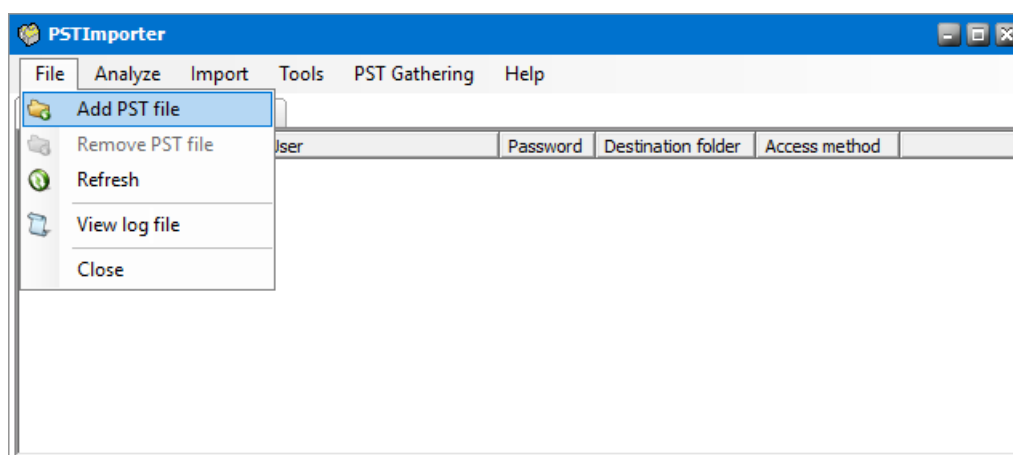 PSTImporter
File Analyze Import Tools PST Gathering Help
Add PST file
Remove PST file
User Password Destination folder Access method
Refresh
View log file
Close